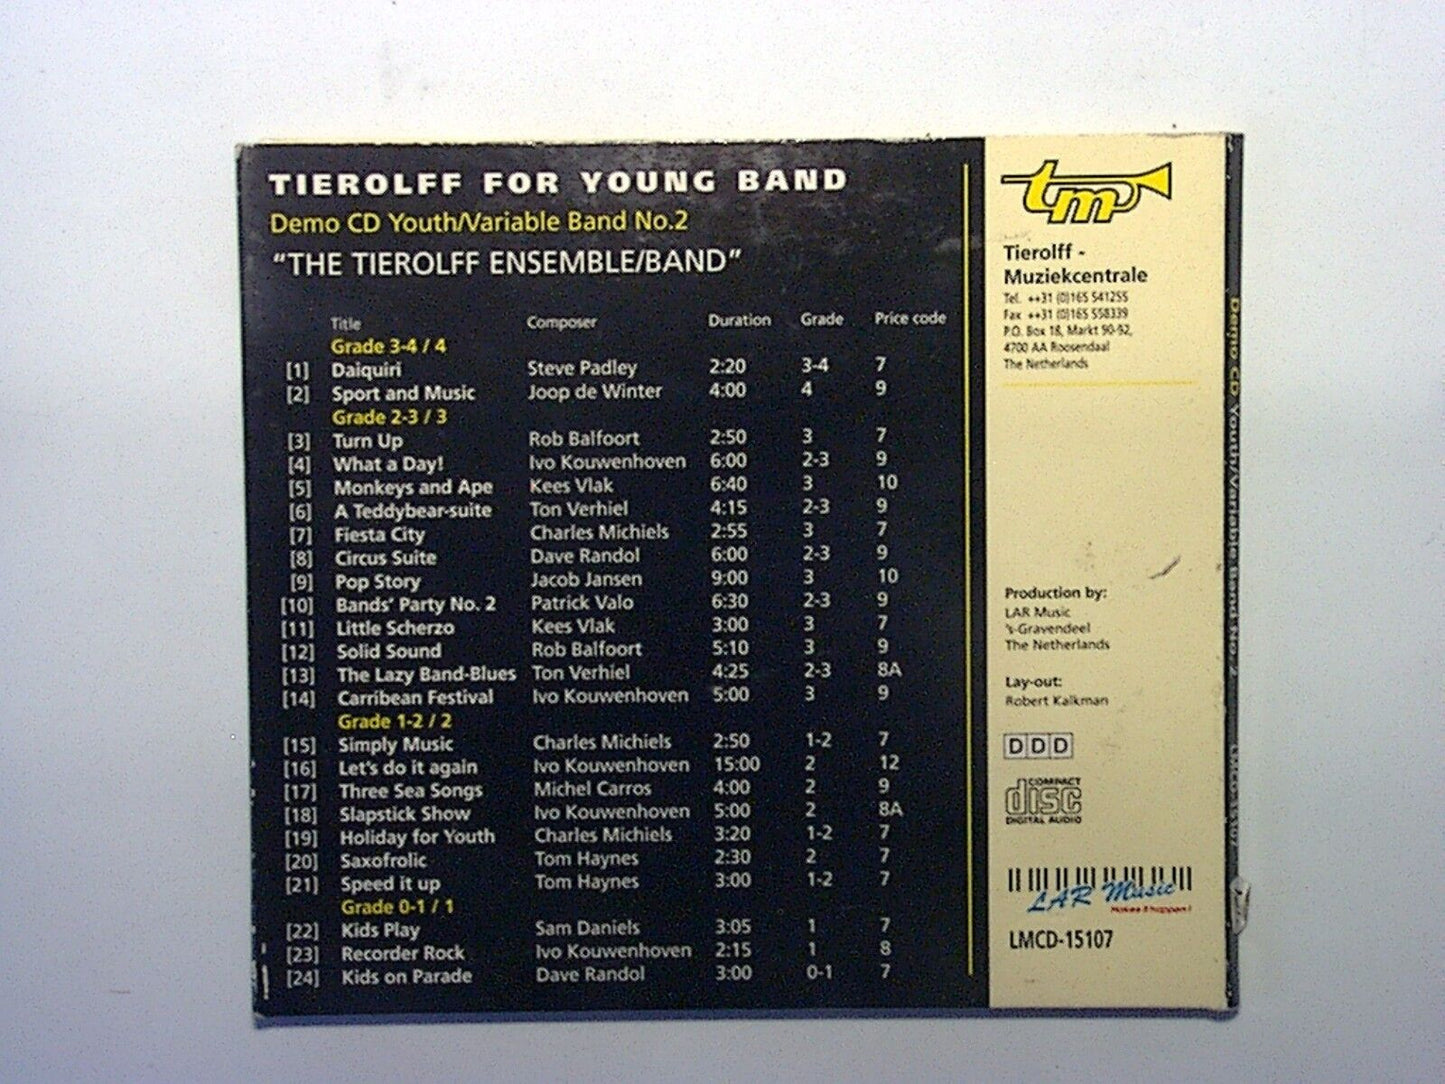 TIEROLFF FOR YOUNG BAND
Demo CD Youth/Variable Band No.2
"THE TIEROLFF ENSEMBLE/BAND"
Title Composer Duration Grade Price code
Grade 3-4 / 4
[1] Daiquiri Steve Padley 2:20 3-4 7
[2] Sport and Music Joop de Winter 4:00 4 9
Grade 2-3 / 3
[3] Turn Up Rob Balfoort 2:50 3 7
[4] What a Day! Ivo Kouwenhoven 6:00 2-3 9
[5] Monkeys and Ape Kees Vlak 6:40 3 10
[6] A Teddybear-suite Ton Verhiel 4:15 2-3 9
[7] Fiesta City Charles Michiels 2:55 3 7
[8] Circus Suite Dave Randol 6:00 2-3 9
[9] Pop Story Jacob Jansen 9:00 3 10
[10] Bands' Party No. 2 Patrick Valo 6:30 2-3 9
[11] Little Scherzo Kees Vlak 3:00 3 7
[12] Solid Sound Rob Balfoort 5:10 3 9
[13] The Lazy Band-Blues Ton Verhiel 4:25 2-3 8A
[14] Carribean Festival Ivo Kouwenhoven 5:00 3 9
Grade 1-2 / 2
[15] Simply Music Charles Michiels 2:50 1-2 7
[16] Let's do it again Ivo Kouwenhoven 15:00 2 12
[17] Three Sea Songs Michel Carros 4:00 2 9
[18] Slapstick Show Ivo Kouwenhoven 5:00 2 8A
[19] Holiday for Youth Charles Michiels 3:20 1-2 7
[20] Saxofrolic Tom Haynes 2:30 2 7
[21] Speed it up Tom Haynes 3:00 1-2 7
Grade 0-1 / 1
[22] Kids Play Sam Daniels 3:05 1 7
[23] Recorder Rock Ivo Kouwenhoven 2:15 1 8
[24] Kids on Parade Dave Randol 3:00 0-1 7
tm
Tierolff -
Muziekcentrale
Tel. ++31 (0)165 541255
Fax ++31 (0)165 558339
P.O. Box 18, Markt 90-92,
4700 AA Roosendaal
The Netherlands
Production by:
LAR Music
's-Gravendeel
The Netherlands
Lay-out:
Robert Kalkman
DDD
COMPACT
disc
DIGITAL AUDIO
LAR Music
Makes it happen!
LMCD-15107
Demo CD Youth/Variable Band No. 2 LMCD-15107